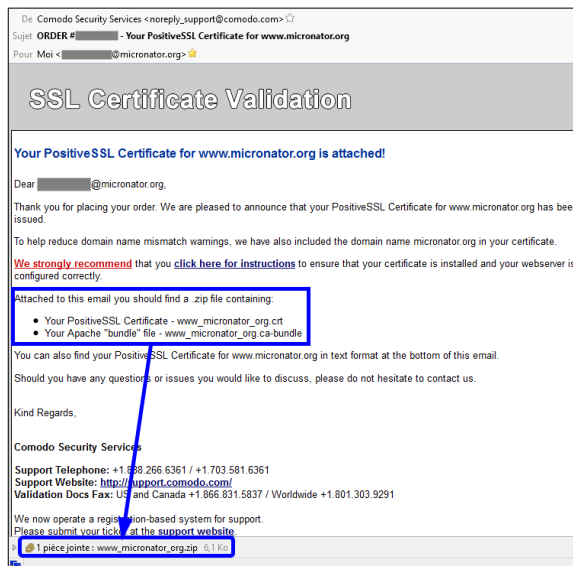 De Comodo Security Services <noreply_support@comodo.com>
Sujet ORDER # - Your PositiveSSL Certificate for www.micronator.org
Pour Moi < @micronator.org>
SSL Certificate Validation
Your PositiveSSL Certificate for www.micronator.org is attached!
Dear @micronator.org,
Thank you for placing your order. We are pleased to announce that your PositiveSSL Certificate for www.micronator.org has bee
issued.
To help reduce domain name mismatch warnings, we have also included the domain name micronator.org in your certificate.
We strongly recommend that you click here for instructions to ensure that your certificate is installed and your webserver is
configured correctly.
Attached to this email you should find a .zip file containing:
• Your PositiveSSL Certificate - www_micronator_org.crt
• Your Apache "bundle" file - www_micronator_org.ca-bundle
You can also find your PositiveSSL Certificate for www.micronator.org in text format at the bottom of this email.
Should you have any questions or issues you would like to discuss, please do not hesitate to contact us.
Kind Regards,
Comodo Security Services
Support Telephone: +1.888.266.6361 / +1.703.581.6361
Support Website: http://support.comodo.com/
Validation Docs Fax: US and Canada +1.866.831.5837 / Worldwide +1.801.303.9291
We now operate a registration-based system for support.
Please submit your ticket at the support website
1 pièce jointe : www_micronator_org.zip 6,1 Ko